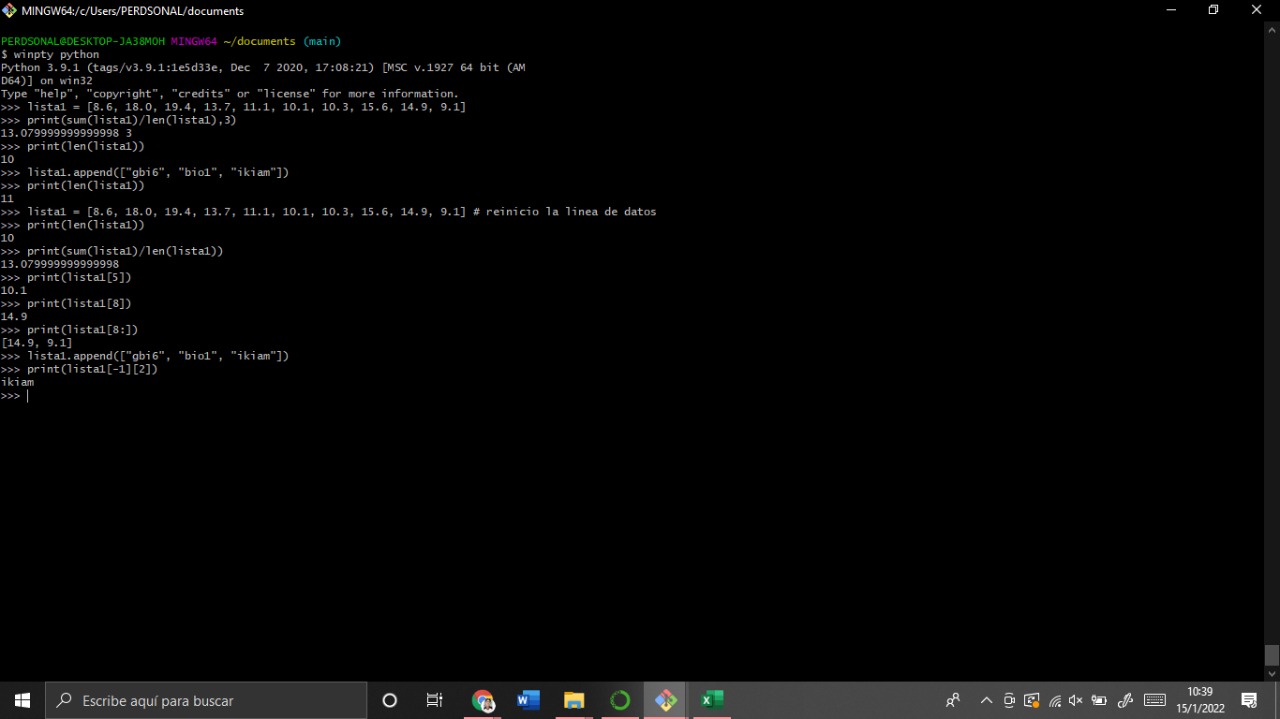 MINGW64:/c/Users/PERDSONAL/documents
PERDSONAL@DESKTOP-JA38MOH MINGW64 ~/documents (main)
$ winpty python
Python 3.9.1 (tags/v3.9.1:1e5d33e, Dec  7 2020, 17:08:21) [MSC v.1927 64 bit (AM
D64)] on win32
Type "help", "copyright", "credits" or "license" for more information.
>>> lista1 = [8.6, 18.0, 19.4, 13.7, 11.1, 10.1, 10.3, 15.6, 14.9, 9.1]
>>> print(sum(lista1)/len(lista1),3)
13.079999999999998 3
>>> print(len(lista1))
10
>>> lista1.append(["gbi6", "bio1", "ikiam"])
>>> print(len(lista1))
11
>>> lista1 = [8.6, 18.0, 19.4, 13.7, 11.1, 10.1, 10.3, 15.6, 14.9, 9.1] # reinicio la linea de datos
>>> print(len(lista1))
10
>>> print(sum(lista1)/len(lista1))
13.079999999999998
>>> print(lista1[5])
10.1
>>> print(lista1[8])
14.9
>>> print(lista1[8:])
[14.9, 9.1]
>>> lista1.append(["gbi6", "bio1", "ikiam"])
>>> print(lista1[-1][2])
ikiam
>>>
Escribe aquí para buscar
10:39
15/1/2022